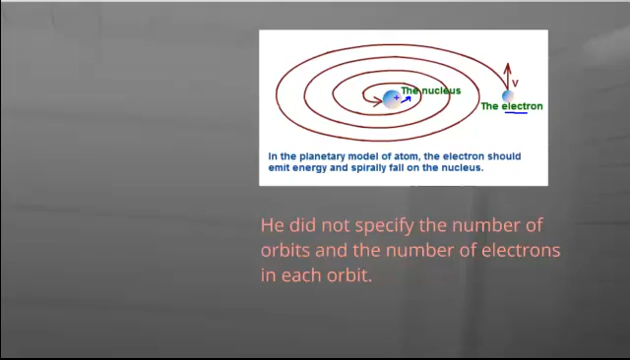 The nucleus
+
V
The electron
In the planetary model of atom, the electron should
emit energy and spirally fall on the nucleus.
He did not specify the number of
orbits and the number of electrons
in each orbit.